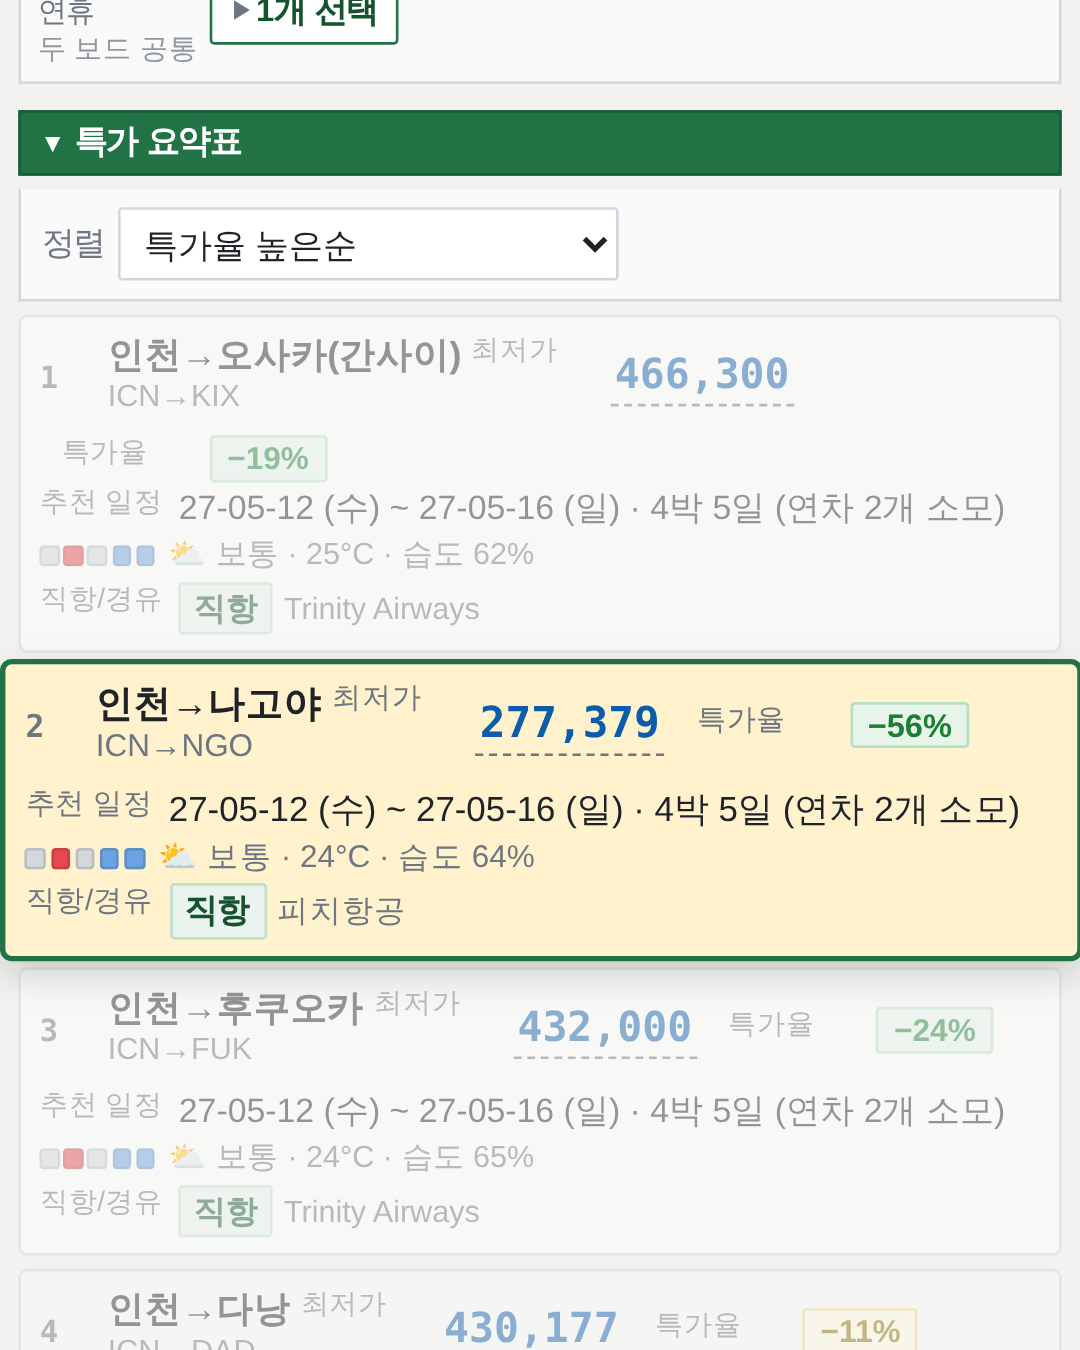 연휴
두 보드 공통
▶ 1개 선택
▼ 특가 요약표
정렬
특가율 높은순
1
인천→오사카(간사이) 최저가
466,300
ICN→KIX
특가율
−19%
추천 일정 27-05-12 (수) ~ 27-05-16 (일) · 4박 5일 (연차 2개 소모)
⛅ 보통 · 25°C · 습도 62%
직항/경유 직항 Trinity Airways
2
인천→나고야 최저가
277,379
특가율
−56%
ICN→NGO
추천 일정 27-05-12 (수) ~ 27-05-16 (일) · 4박 5일 (연차 2개 소모)
⛅ 보통 · 24°C · 습도 64%
직항/경유 직항 피치항공
3
인천→후쿠오카 최저가
432,000
특가율
−24%
ICN→FUK
추천 일정 27-05-12 (수) ~ 27-05-16 (일) · 4박 5일 (연차 2개 소모)
⛅ 보통 · 24°C · 습도 65%
직항/경유 직항 Trinity Airways
4
인천→다낭 최저가
430,177
특가율
−11%
ICN→DAD